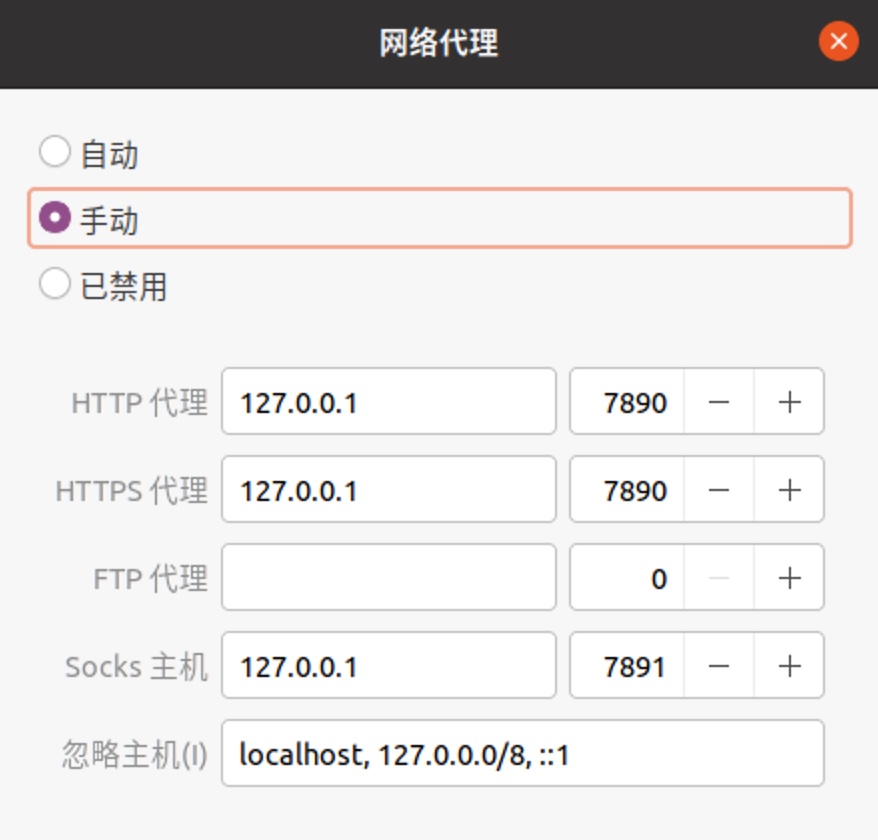 网络代理
自动
手动
已禁用
HTTP 代理 127.0.0.1 7890
HTTPS 代理 127.0.0.1 7890
FTP 代理 0
Socks 主机 127.0.0.1 7891
忽略主机(I) localhost, 127.0.0.0/8, ::1